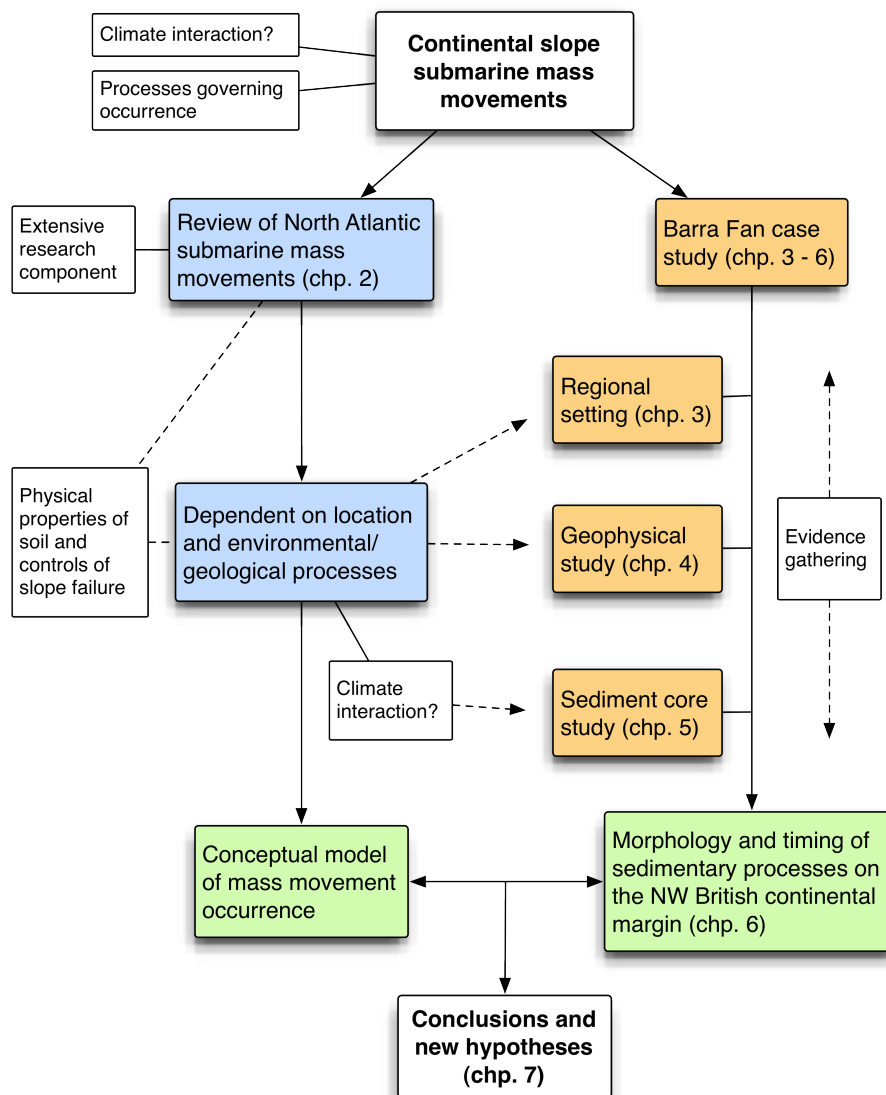 Climate interaction?
Processes governing
occurrence
Continental slope
submarine mass
movements
Extensive
research
component
Review of North Atlantic
submarine mass
movements (chp. 2)
Barra Fan case
study (chp. 3 - 6)
Regional
setting (chp. 3)
Physical
properties of
soil and
controls of
slope failure
Dependent on location
and environmental/
geological processes
Geophysical
study (chp. 4)
Evidence
gathering
Climate
interaction?
Sediment core
study (chp. 5)
Conceptual model
of mass movement
occurrence
Morphology and timing of
sedimentary processes on
the NW British continental
margin (chp. 6)
Conclusions and
new hypotheses
(chp. 7)